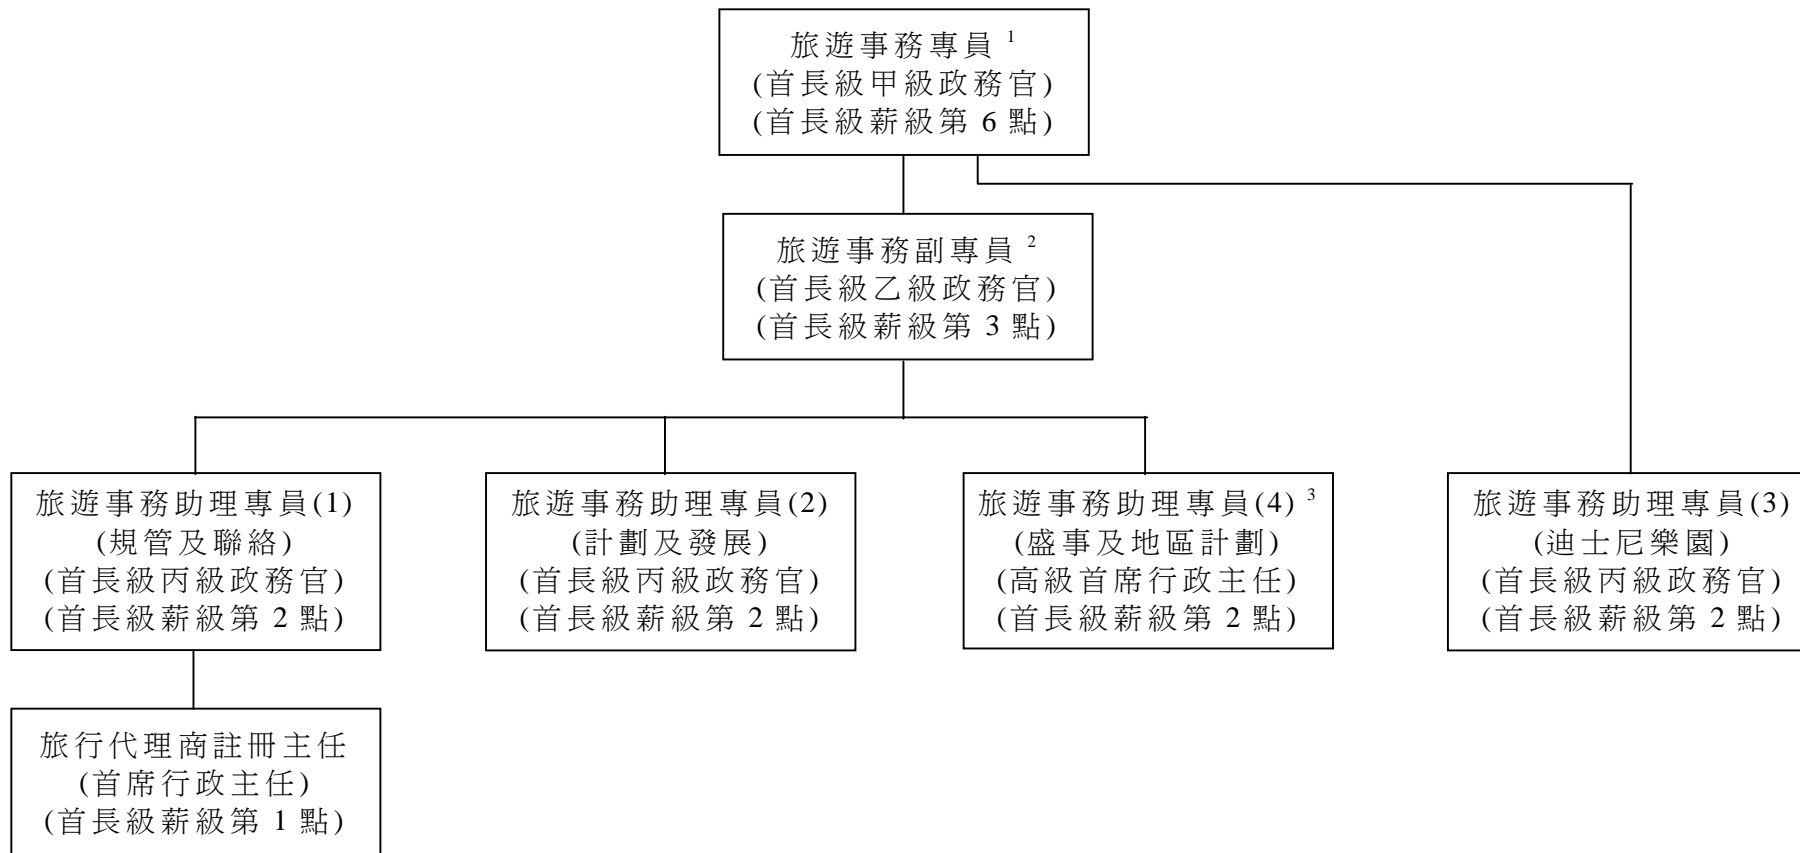 旅遊事務專員 1
(首長級甲級政務官)
(首長級薪級第 6 點)
旅遊事務副專員 2
(首長級乙級政務官)
(首長級薪級第 3 點)
旅遊事務助理專員(1)
(規管及聯絡)
(首長級丙級政務官)
(首長級薪級第 2 點)
旅遊事務助理專員(2)
(計劃及發展)
(首長級丙級政務官)
(首長級薪級第 2 點)
旅遊事務助理專員(4) 3
(盛事及地區計劃)
(高級首席行政主任)
(首長級薪級第 2 點)
旅遊事務助理專員(3)
(迪士尼樂園)
(首長級丙級政務官)
(首長級薪級第 2 點)
旅行代理商註冊主任
(首席行政主任)
(首長級薪級第 1 點)